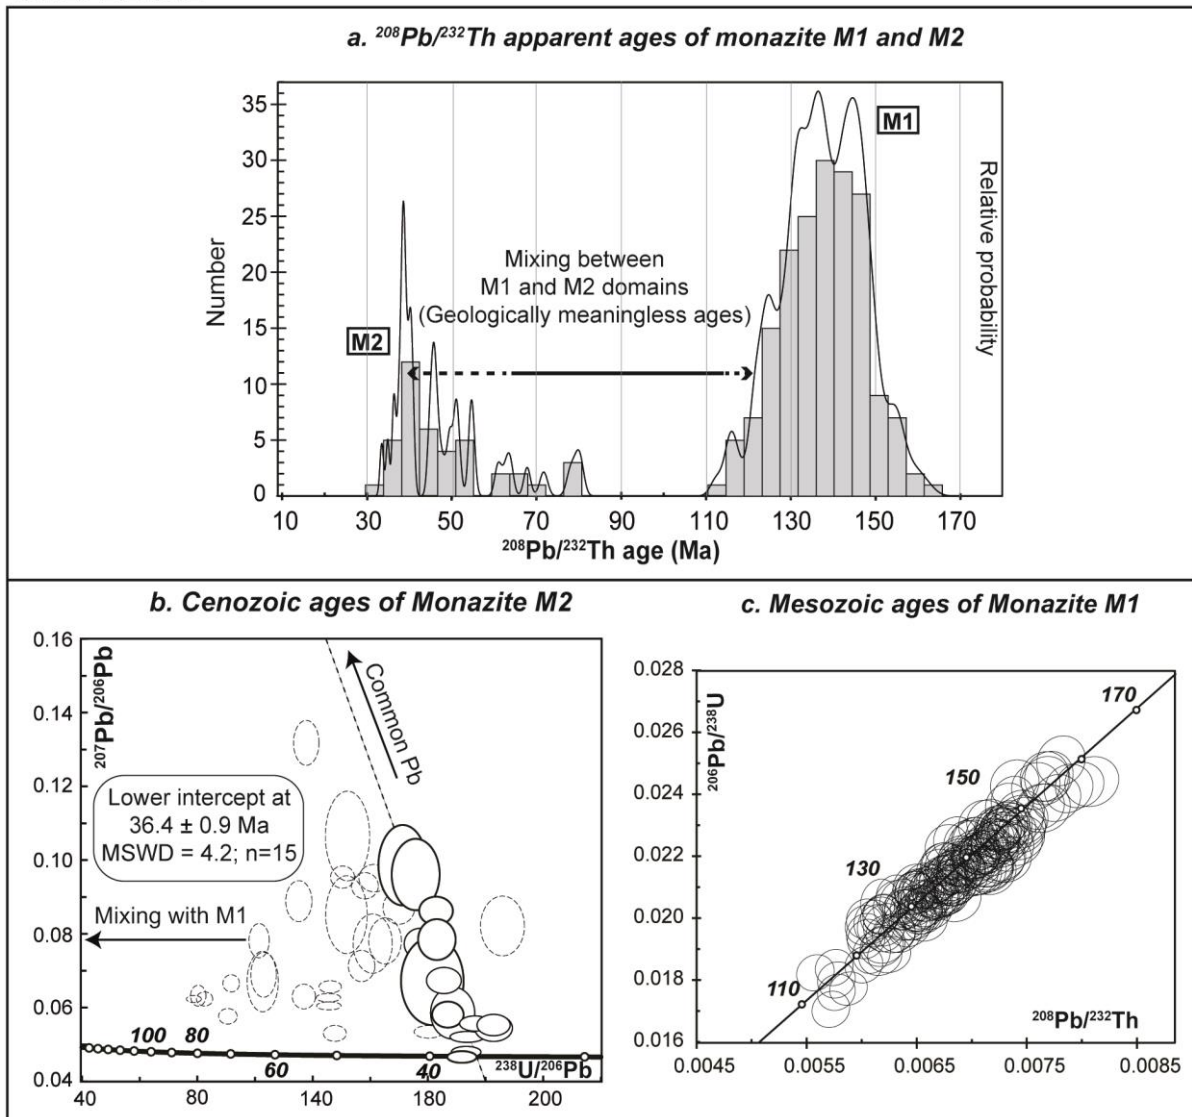 a. ²⁰⁸Pb/²³²Th apparent ages of monazite M1 and M2
35
30
25
20
15
10
5
0
Number
M1
M2
Mixing between
M1 and M2 domains
(Geologically meaningless ages)
Relative probability
10 30 50 70 90 110 130 150 170
²⁰⁸Pb/²³²Th age (Ma)
b. Cenozoic ages of Monazite M2
0.16
0.14
0.12
0.10
0.08
0.06
0.04
²⁰⁷Pb/²⁰⁶Pb
Common Pb
Lower intercept at
36.4 ± 0.9 Ma
MSWD = 4.2; n=15
Mixing with M1
100 80
60 40
²³⁸U/²⁰⁶Pb
40 80 140 180 200
c. Mesozoic ages of Monazite M1
0.028
0.026
0.024
0.022
0.020
0.018
0.016
²⁰⁶Pb/²³⁸U
170
150
130
110
²⁰⁸Pb/²³²Th
0.0045 0.0055 0.0065 0.0075 0.0085